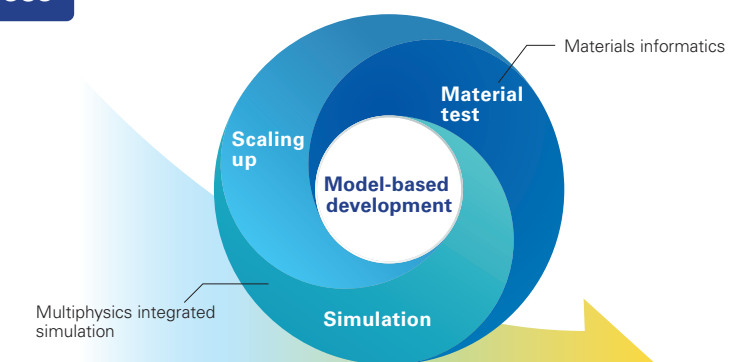 Materials informatics
Material
test
Scaling
up
Model-based
development
Multiphysics integrated
simulation
Simulation